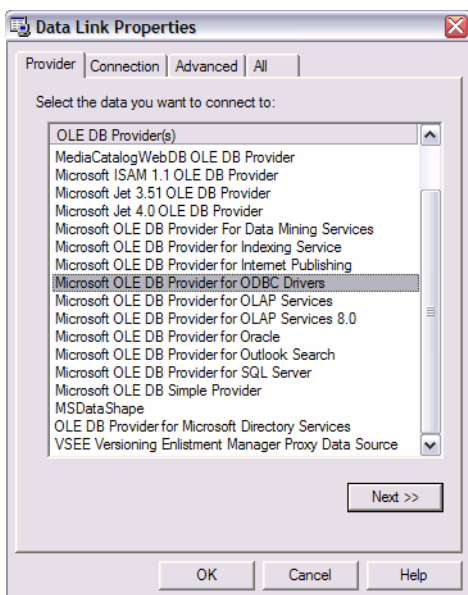 Data Link Properties
Provider Connection Advanced All
Select the data you want to connect to:
OLE DB Provider(s)
MediaCatalogWebDB OLE DB Provider
Microsoft ISAM 1.1 OLE DB Provider
Microsoft Jet 3.51 OLE DB Provider
Microsoft Jet 4.0 OLE DB Provider
Microsoft OLE DB Provider For Data Mining Services
Microsoft OLE DB Provider for Indexing Service
Microsoft OLE DB Provider for Internet Publishing
Microsoft OLE DB Provider for ODBC Drivers
Microsoft OLE DB Provider for OLAP Services
Microsoft OLE DB Provider for OLAP Services 8.0
Microsoft OLE DB Provider for Oracle
Microsoft OLE DB Provider for Outlook Search
Microsoft OLE DB Provider for SQL Server
Microsoft OLE DB Simple Provider
MSDataShape
OLE DB Provider for Microsoft Directory Services
VSEE Versioning Enlistment Manager Proxy Data Source
Next >>
OK Cancel Help